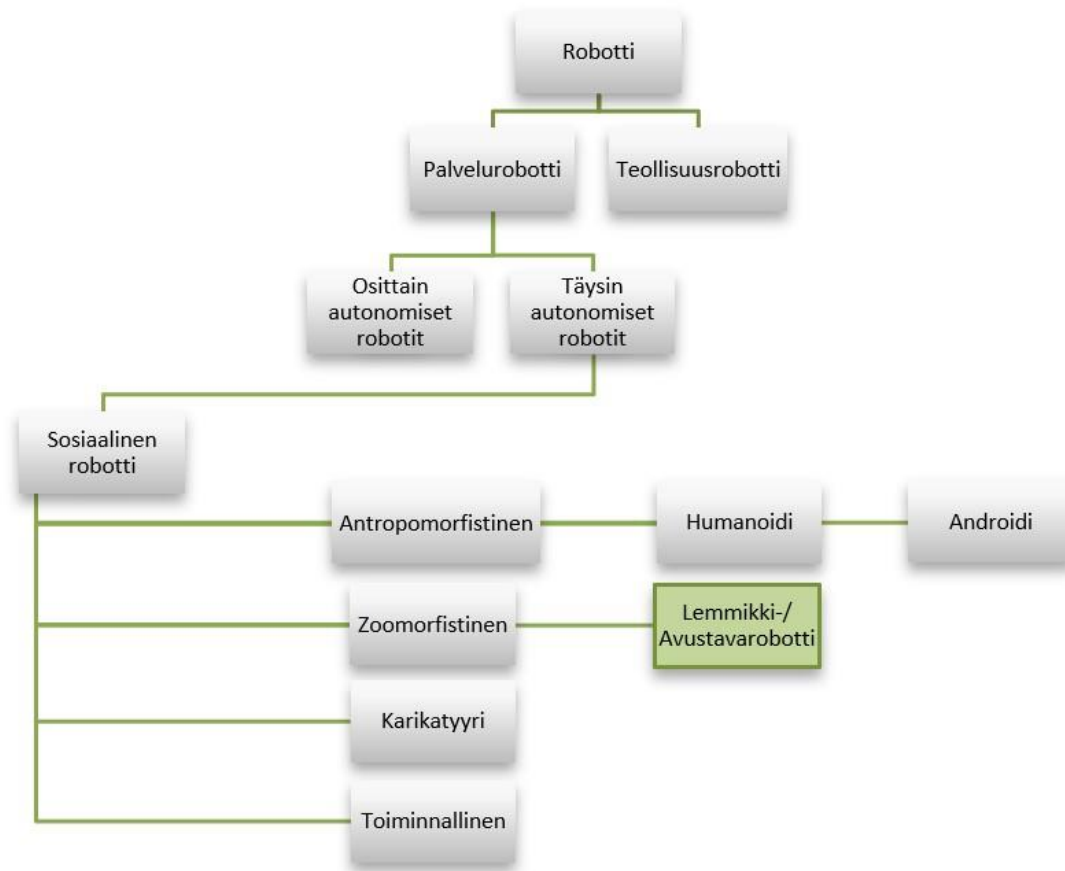 Robotti
Palvelurobotti
Teollisuusrobotti
Osittain
autonomiset
robotit
Täysin
autonomiset
robotit
Sosiaalinen
robotti
Antropomorfistinen
Humanoidi
Androidi
Zoomorfistinen
Lemmikki-/
Avustavarobotti
Karikatyyri
Toiminnallinen